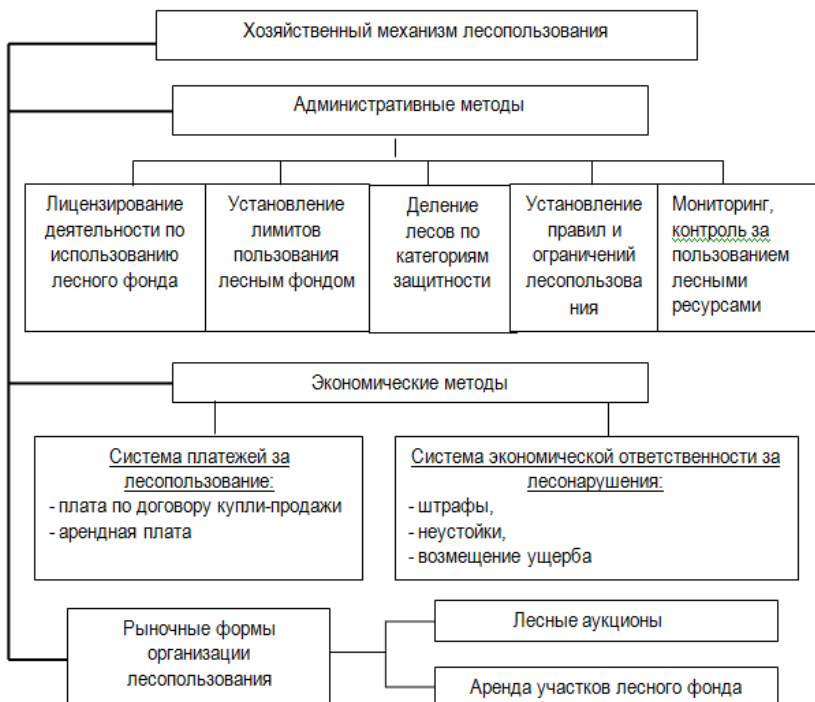 Хозяйственный механизм лесопользования
Административные методы
Лицензирование
деятельности по
использованию
лесного фонда
Установление
лимитов
пользования
лесным фондом
Деление
лесов по
категориям
защитности
Установление
правил и
ограничений
лесопользова
ния
Мониторинг,
контроль за
пользованием
лесными
ресурсами
Экономические методы
Система платежей за
лесопользование:
- плата по договору купли-продажи
- арендная плата
Система экономической ответственности за
лесонарушения:
- штрафы,
- неустойки,
- возмещение ущерба
Рыночные формы
организации
лесопользования
Лесные аукционы
Аренда участков лесного фонда